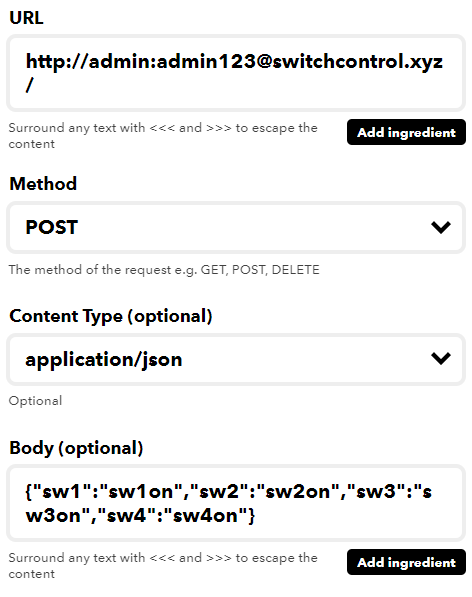 URL
http://admin:admin123@switchcontrol.xyz
/
Surround any text with <<< and >>> to escape the
content
Add ingredient
Method
POST
The method of the request e.g. GET, POST, DELETE
Content Type (optional)
application/json
Optional
Body (optional)
{"sw1":"sw1on","sw2":"sw2on","sw3":"s
w3on","sw4":"sw4on"}
Surround any text with <<< and >>> to escape the
content
Add ingredient